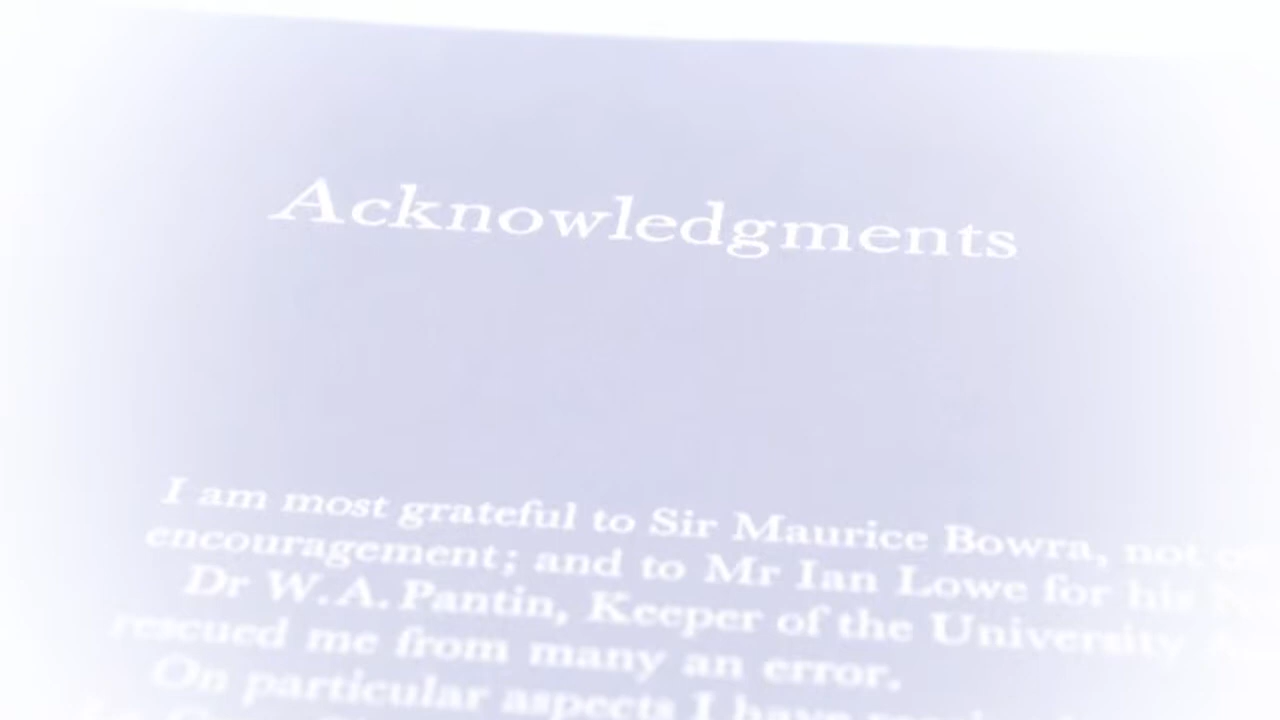 Acknowledgments
I am most grateful to Sir Maurice Bowra, not
encouragement; and to Mr Ian Lowe for his
Dr W.A. Pantin, Keeper of the University
rescued me from many an error.
On particular aspects I have